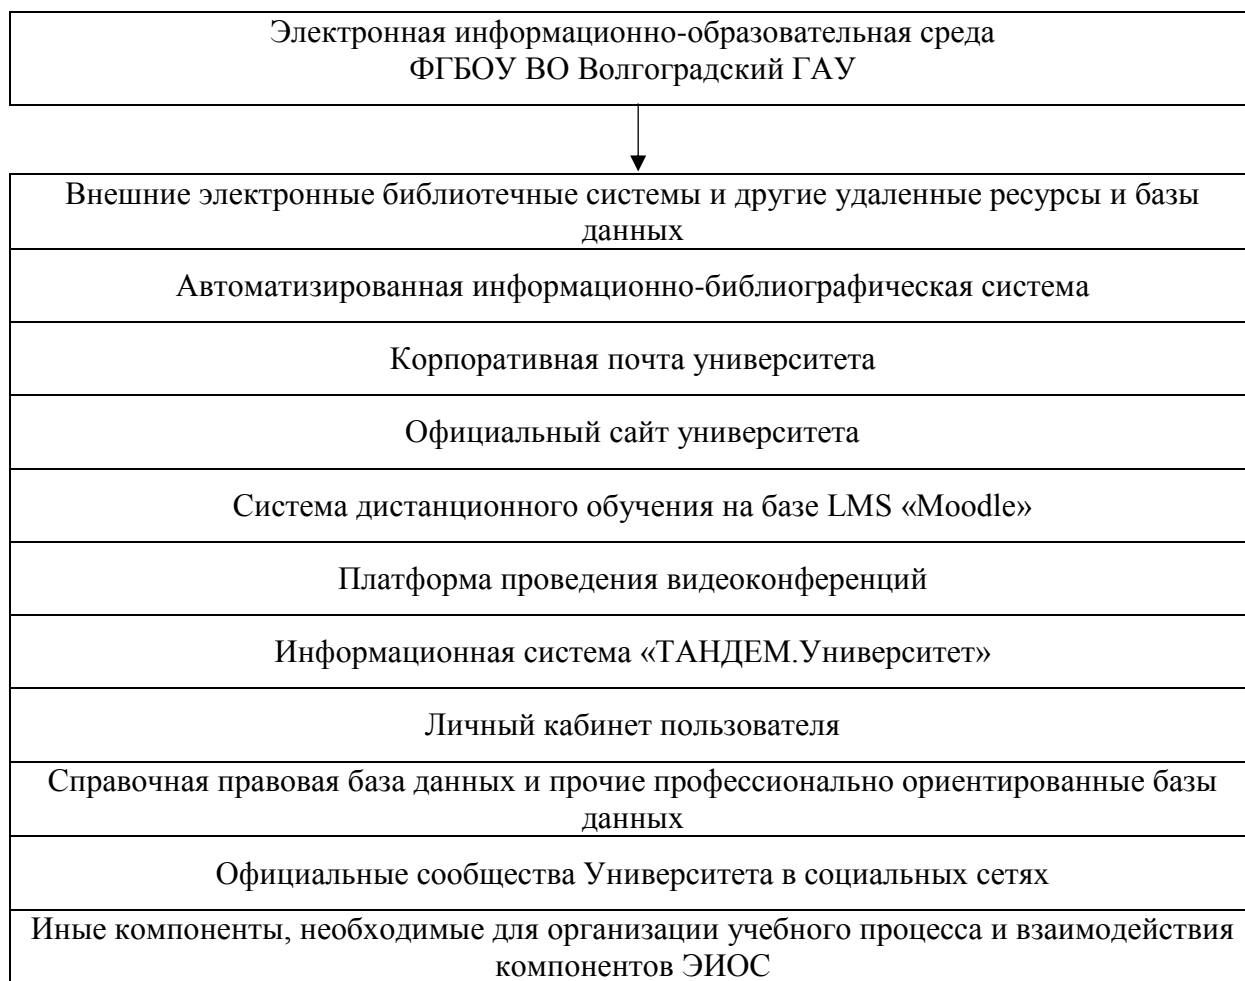 Электронная информационно-образовательная среда
ФГБОУ ВО Волгоградский ГАУ
Внешние электронные библиотечные системы и другие удаленные ресурсы и базы
данных
Автоматизированная информационно-библиографическая система
Корпоративная почта университета
Официальный сайт университета
Система дистанционного обучения на базе LMS «Moodle»
Платформа проведения видеоконференций
Информационная система «ТАНДЕМ.Университет»
Личный кабинет пользователя
Справочная правовая база данных и прочие профессионально ориентированные базы
данных
Официальные сообщества Университета в социальных сетях
Иные компоненты, необходимые для организации учебного процесса и взаимодействия
компонентов ЭИОС